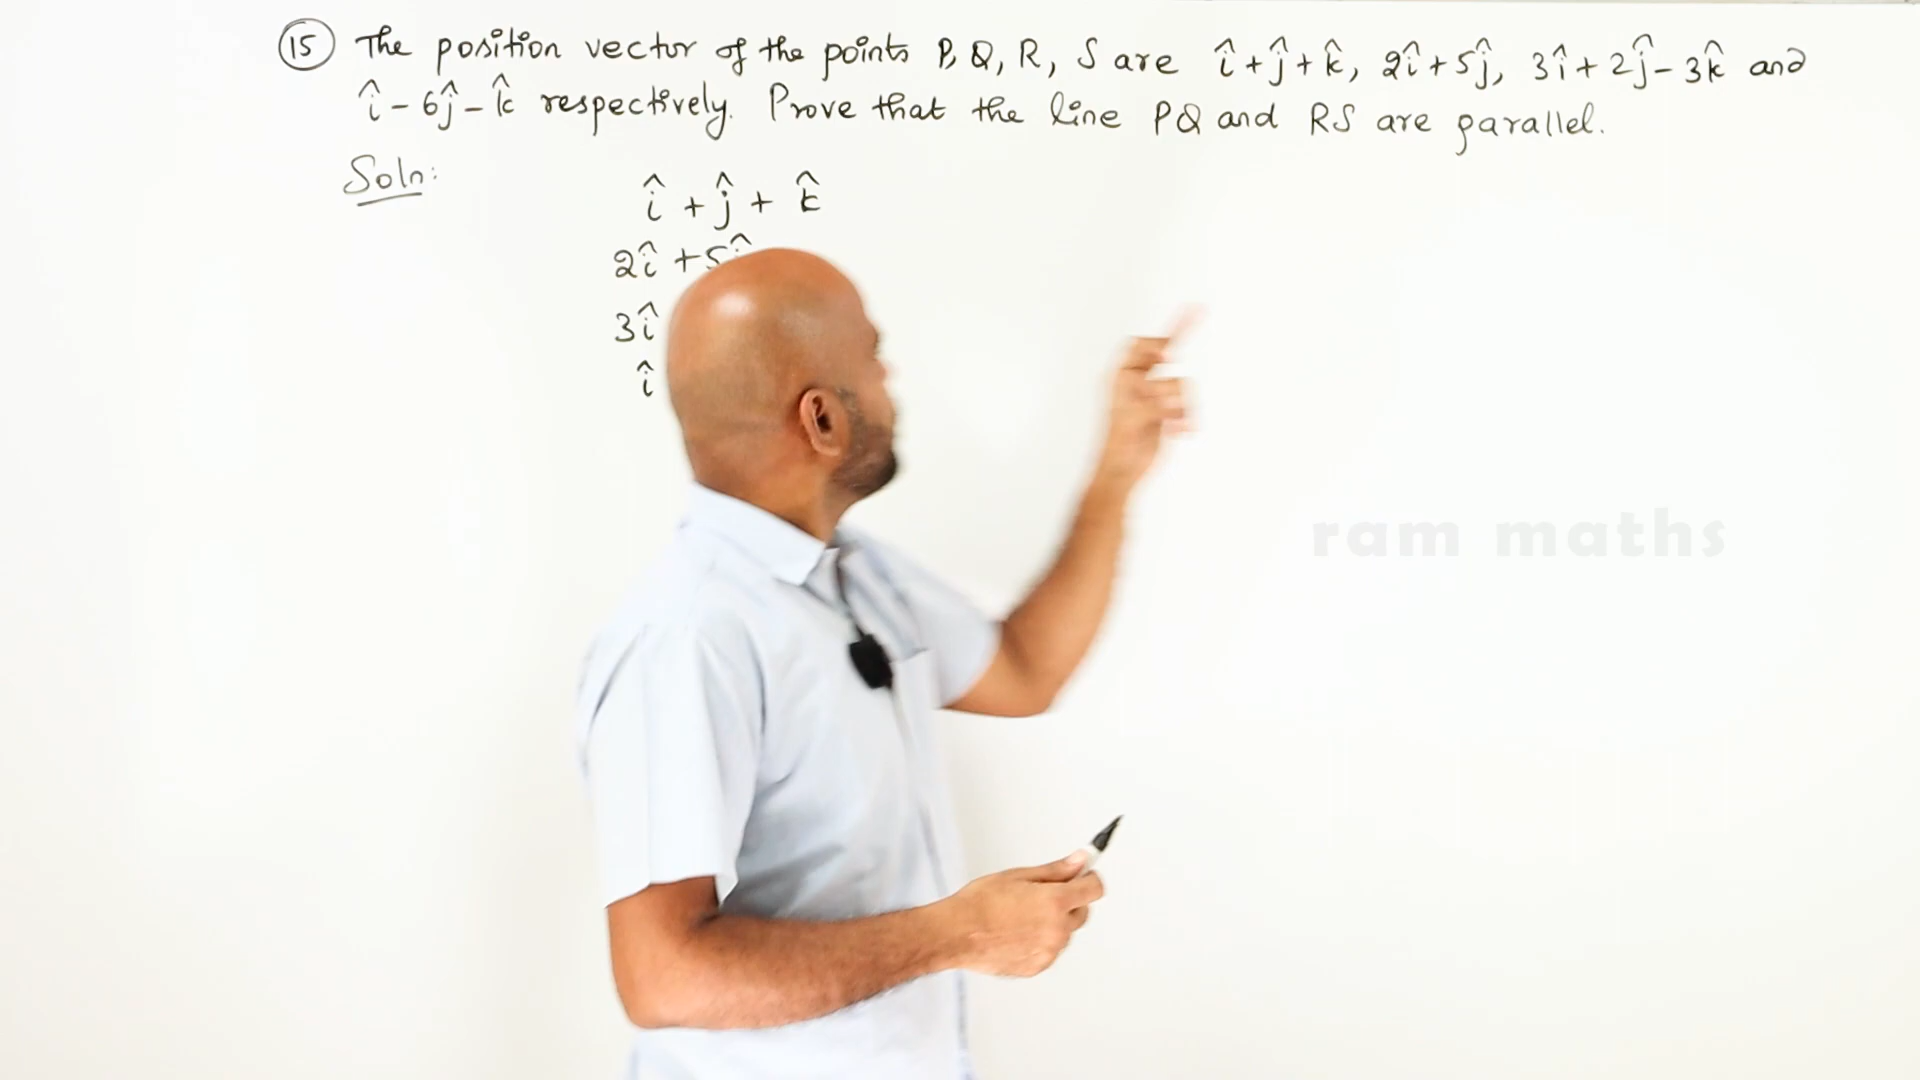 15 The position vector of the points P, Q, R, S are î + ĵ + k̂, 2î + 5ĵ, 3î + 2ĵ - 3k̂ and
î - 6ĵ - k̂ respectively. Prove that the line PQ and RS are parallel.
Soln:
î + ĵ + k̂
2î + 5ĵ
3î
î
ram maths